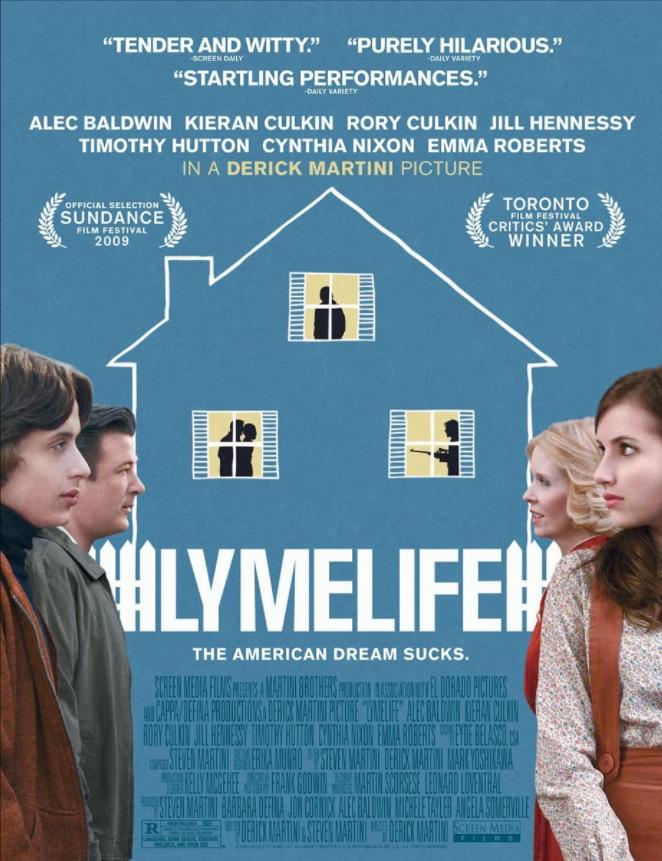 “TENDER AND WITTY.” “PURELY HILARIOUS.”
-SCREEN DAILY -DAILY VARIETY
“STARTLING PERFORMANCES.”
-DAILY VARIETY
ALEC BALDWIN KIERAN CULKIN RORY CULKIN JILL HENNESSY
TIMOTHY HUTTON CYNTHIA NIXON EMMA ROBERTS
IN A DERICK MARTINI PICTURE
OFFICIAL SELECTION
SUNDANCE
FILM FESTIVAL
2009
TORONTO
FILM FESTIVAL
CRITICS' AWARD
WINNER
LYMELIFE
THE AMERICAN DREAM SUCKS.
SCREEN MEDIA FILMS PRESENTS A MARTINI BROTHERS PRODUCTION IN ASSOCIATION WITH EL DORADO PICTURES
AND CAPPA/DEFINA PRODUCTIONS A DERICK MARTINI PICTURE "LYMELIFE" ALEC BALDWIN KIERAN CULKIN
RORY CULKIN JILL HENNESSY TIMOTHY HUTTON CYNTHIA NIXON EMMA ROBERTS EYDE BELASCO, CSA
STEVEN MARTINI ERIKA MUNRO STEVEN MARTINI DERICK MARTINI MARK YOSHIKAWA
KELLY MCGEHEE FRANK GODWIN MARTIN SCORSESE LEONARD LOVENTHAL
STEVEN MARTINI BARBARA DEFINA JON CORNICK ALEC BALDWIN MICHELE TAYLER ANGELA SOMERVILLE
DERICK MARTINI & STEVEN MARTINI DERICK MARTINI
R RESTRICTED
SCREEN MEDIA
FILMS